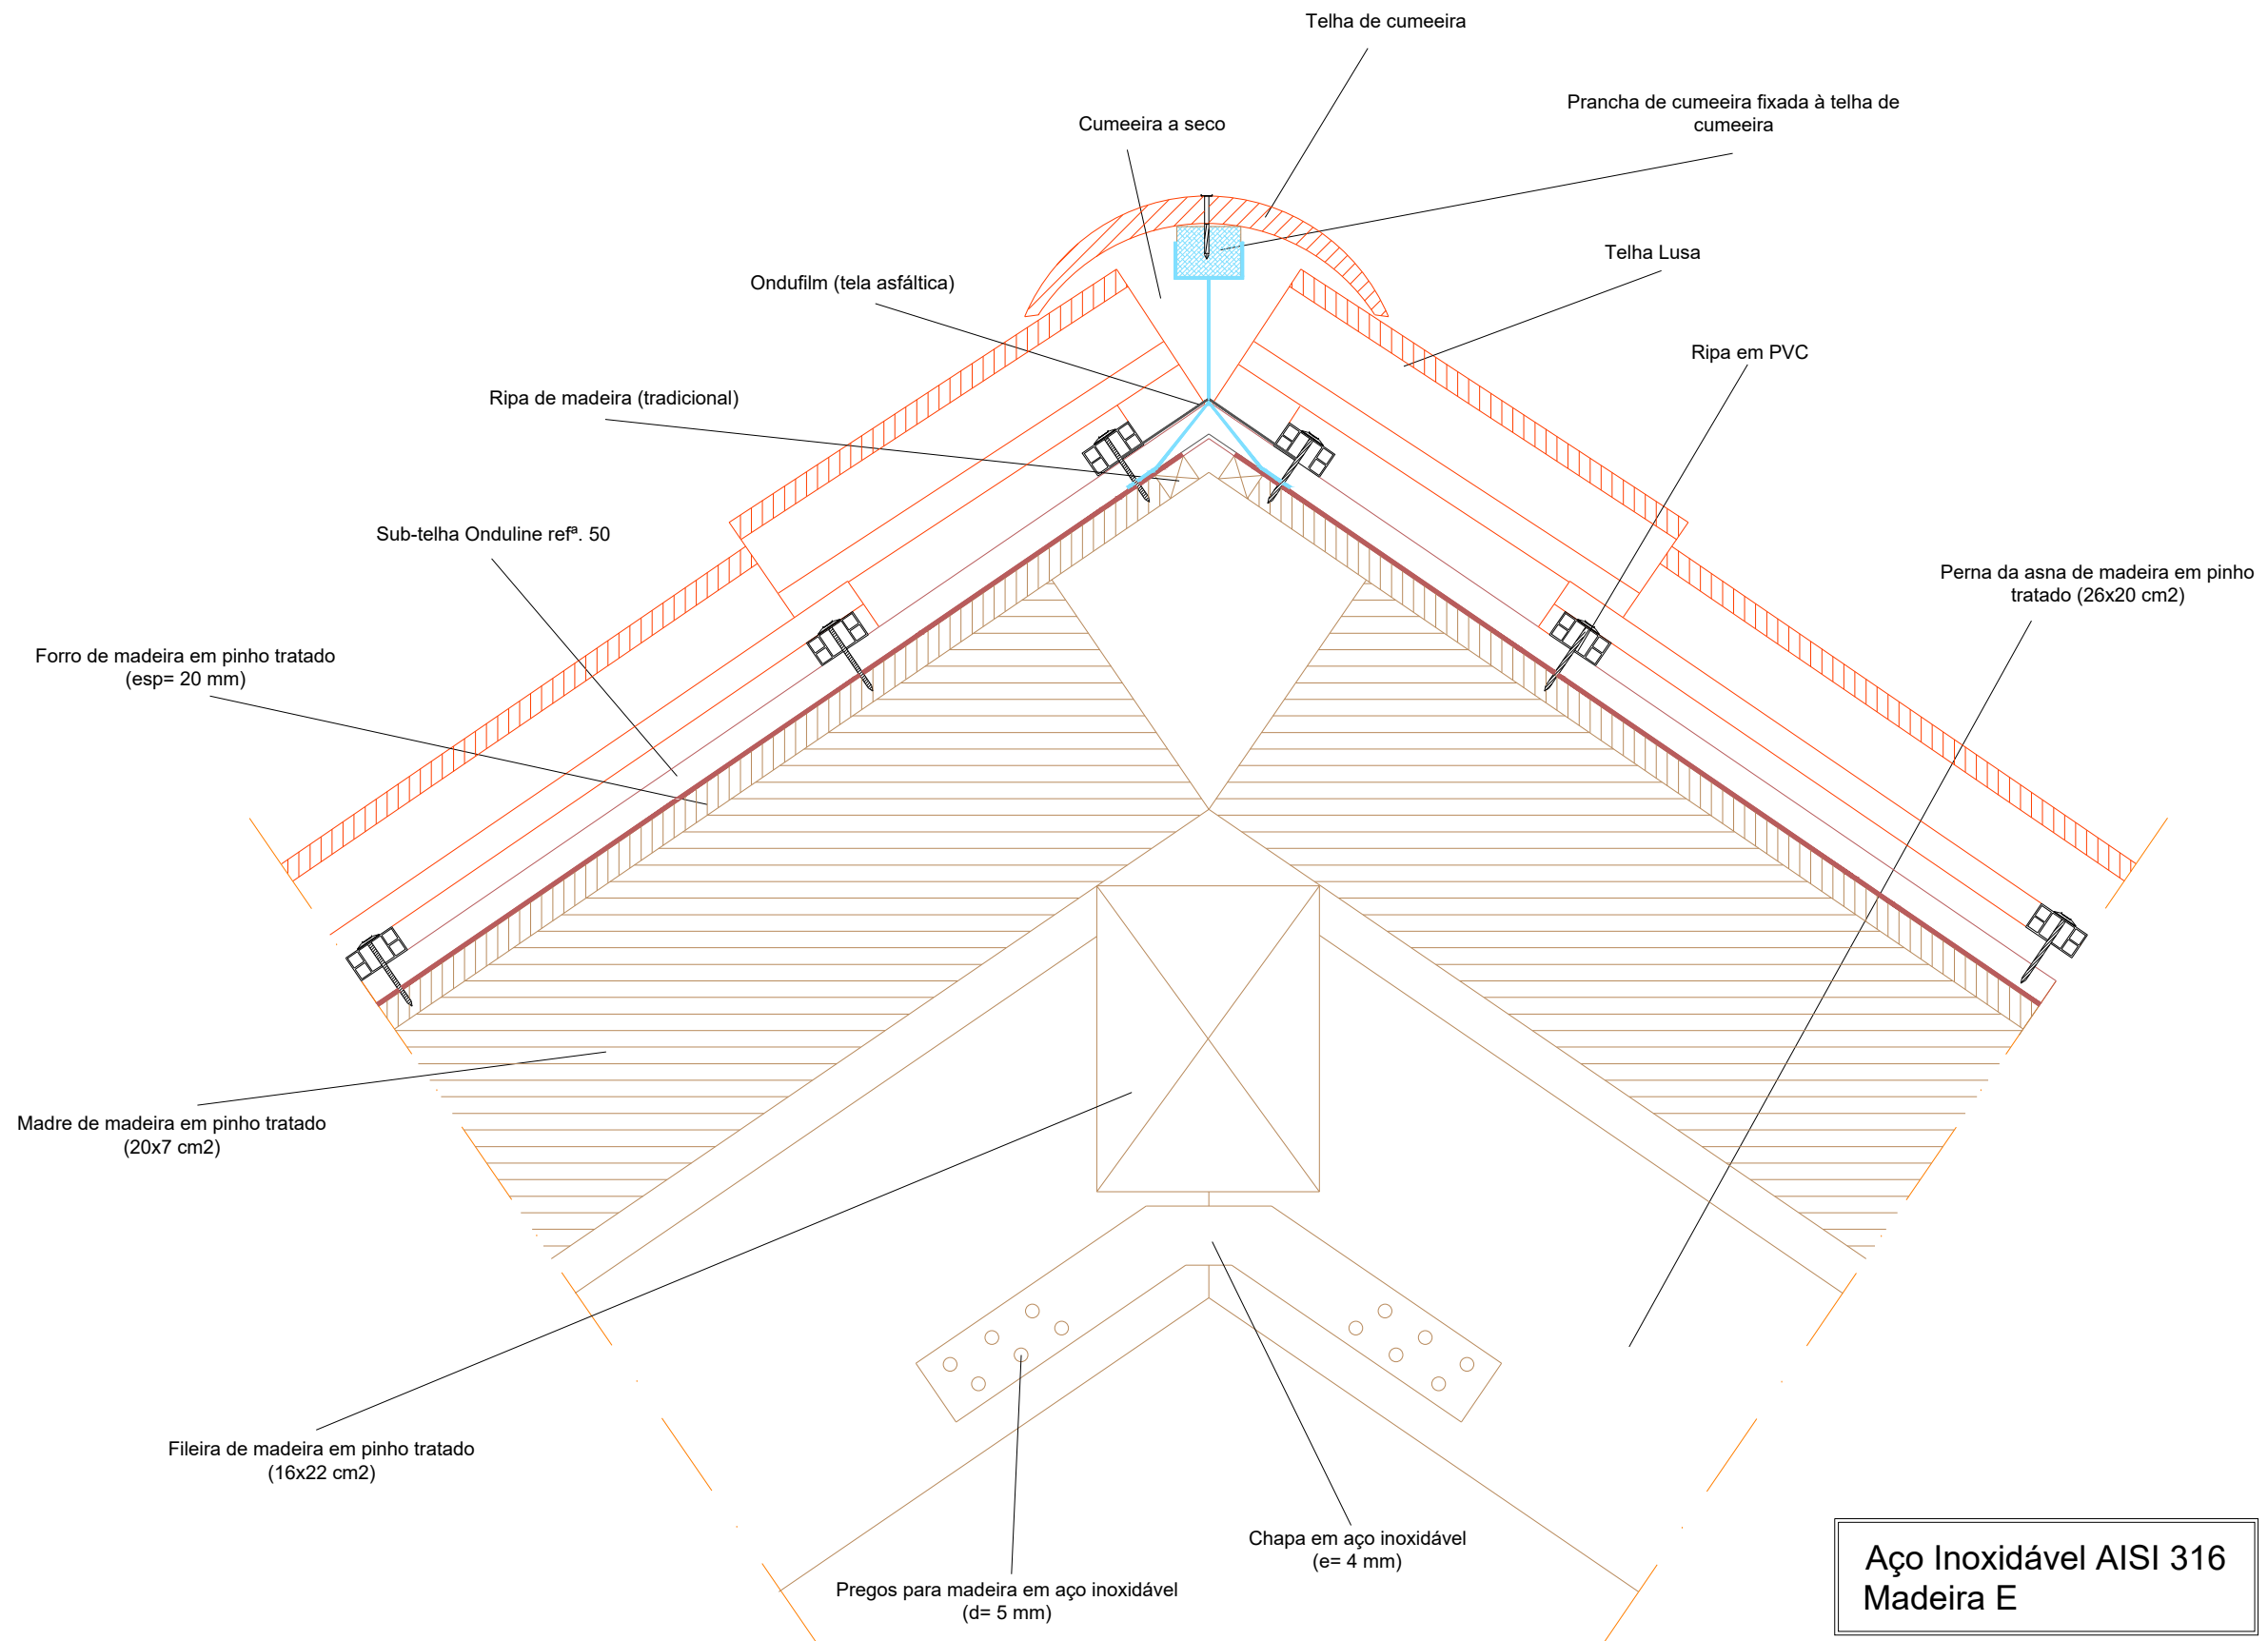 Telha de cumeeira
Prancha de cumeeira fixada à telha de
cumeeira
Cumeeira a seco
Telha Lusa
Ondufilm (tela asfáltica)
Ripa em PVC
Ripa de madeira (tradicional)
Sub-telha Onduline refª. 50
Perna da asna de madeira em pinho
tratado (26x20 cm2)
Forro de madeira em pinho tratado
(esp= 20 mm)
Madre de madeira em pinho tratado
(20x7 cm2)
Fileira de madeira em pinho tratado
(16x22 cm2)
Chapa em aço inoxidável
(e= 4 mm)
Pregos para madeira em aço inoxidável
(d= 5 mm)
Aço Inoxidável AISI 316
Madeira E